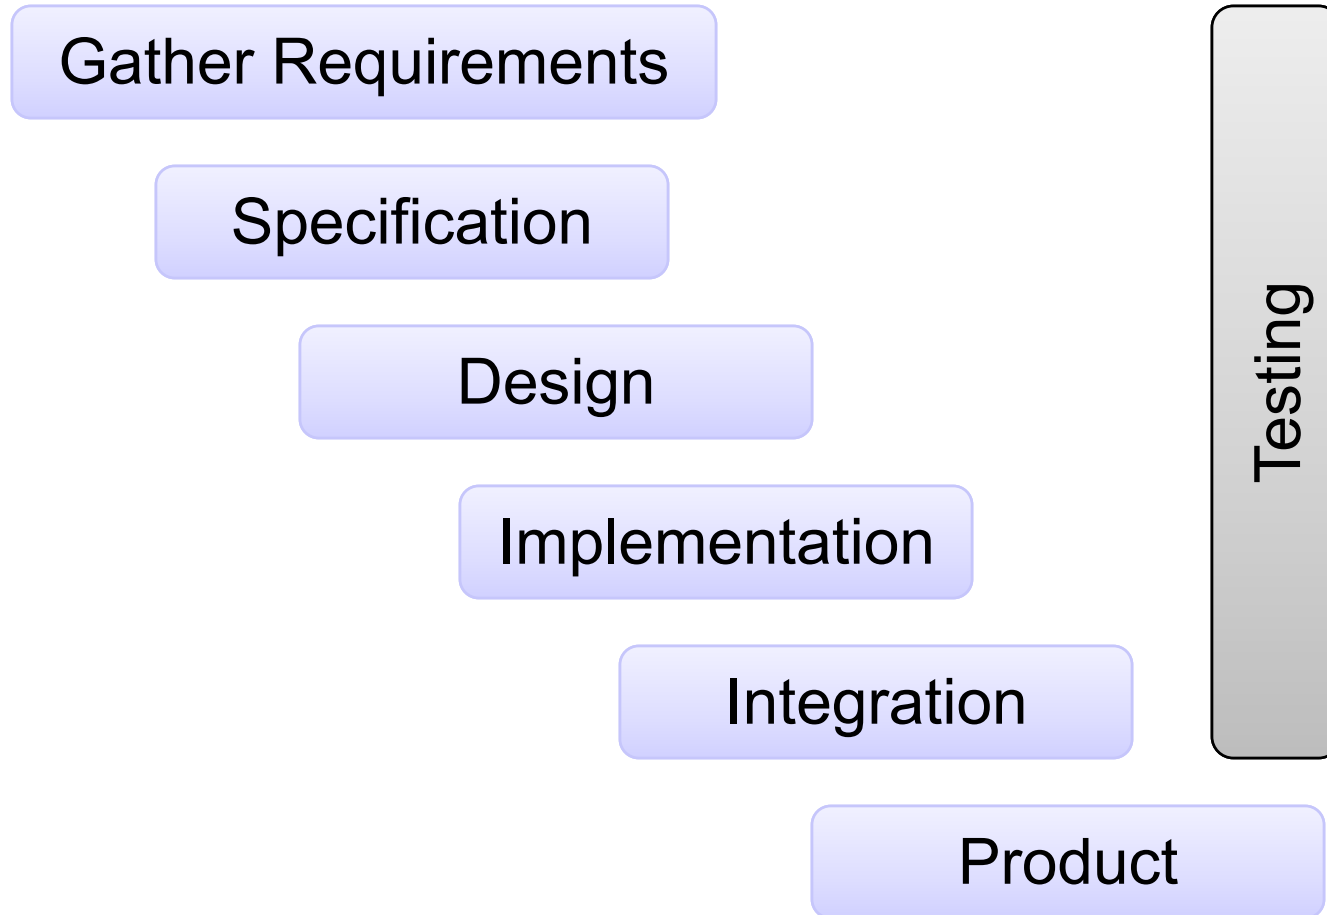 Gather Requirements
Specification
Design
Implementation
Integration
Product
Testing